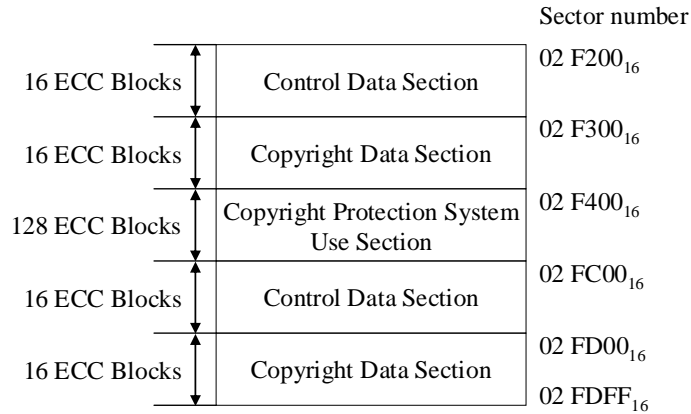 Sector number
02 F200₁₆
16 ECC Blocks
Control Data Section
02 F300₁₆
16 ECC Blocks
Copyright Data Section
02 F400₁₆
128 ECC Blocks
Copyright Protection System
Use Section
02 FC00₁₆
16 ECC Blocks
Control Data Section
02 FD00₁₆
16 ECC Blocks
Copyright Data Section
02 FDFF₁₆